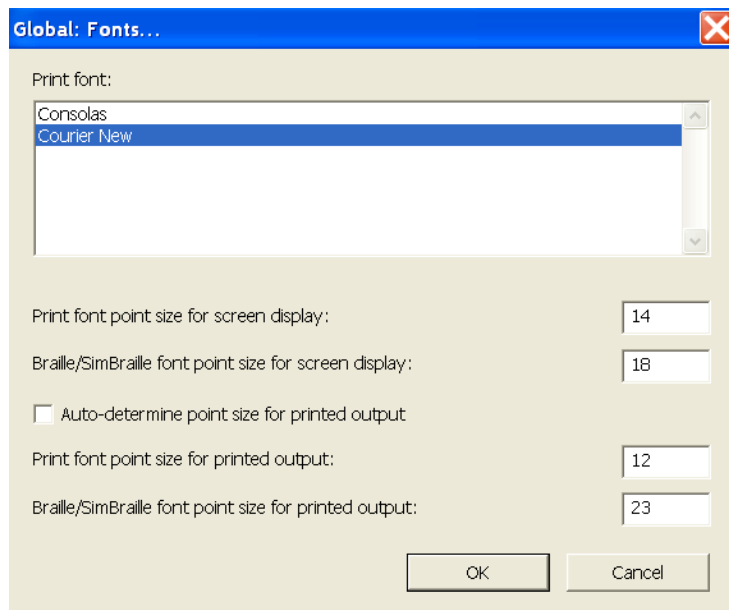 Global: Fonts...
Print font:
Consolas
Courier New
Print font point size for screen display: 14
Braille/SimBraille font point size for screen display: 18
Auto-determine point size for printed output
Print font point size for printed output: 12
Braille/SimBraille font point size for printed output: 23
OK Cancel